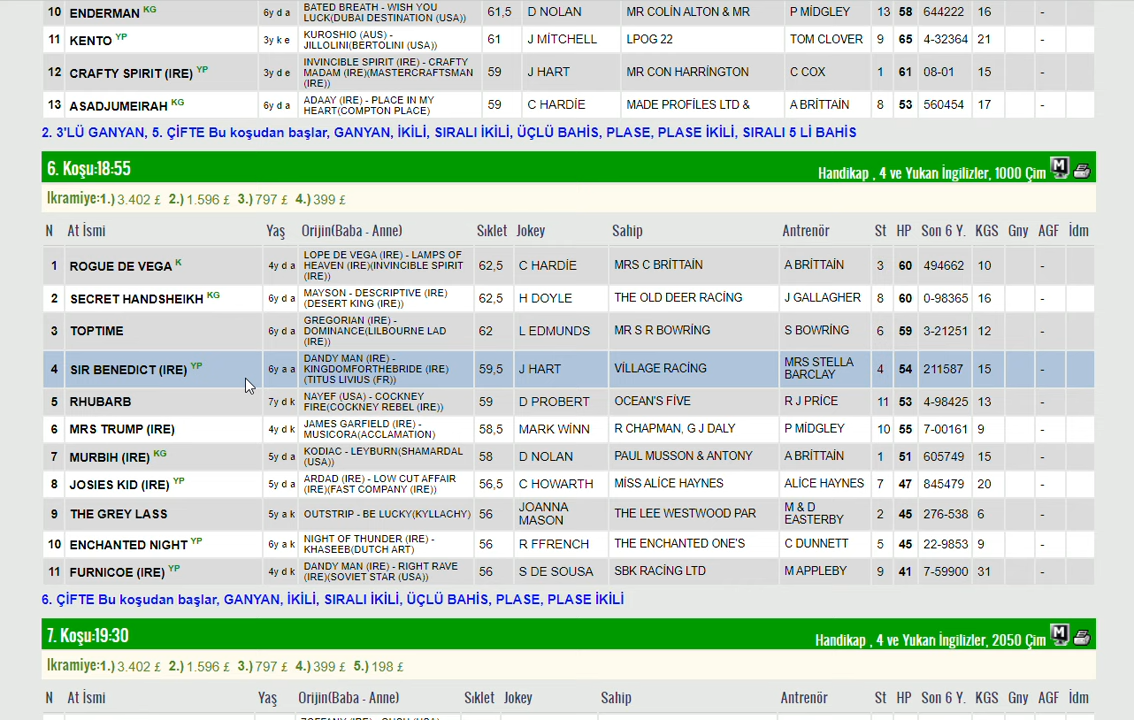 10 ENDERMAN KG 6y d a BATED BREATH - WISH YOU LUCK(DUBAI DESTINATION (USA)) 61,5 D NOLAN MR COLİN ALTON & MR P MİDGLEY 13 58 644222 16 -
11 KENTO YP 3y k e KUROSHIO (AUS) - JILLOLINI(BERTOLINI (USA)) 61 J MİTCHELL LPOG 22 TOM CLOVER 9 65 4-32364 21 -
12 CRAFTY SPIRIT (IRE) YP 3y d e INVINCIBLE SPIRIT (IRE) - CRAFTY MADAM (IRE)(MASTERCRAFTSMAN (IRE)) 59 J HART MR CON HARRİNGTON C COX 1 61 08-01 15 -
13 ASADJUMEIRAH KG 6y d a ADAAY (IRE) - PLACE IN MY HEART(COMPTON PLACE) 59 C HARDİE MADE PROFİLES LTD & A BRİTTAİN 8 53 560454 17 -
2. 3'LÜ GANYAN, 5. ÇİFTE Bu koşudan başlar, GANYAN, İKİLİ, SIRALI İKİLİ, ÜÇLÜ BAHİS, PLASE, PLASE İKİLİ, SIRALI 5 Lİ BAHİS
6. Koşu:18:55 Handikap , 4 ve Yukarı İngilizler, 1000 Çim
İkramiye:1.) 3.402 £ 2.) 1.596 £ 3.) 797 £ 4.) 399 £
N At İsmi Yaş Orijin(Baba - Anne) Sıklet Jokey Sahip Antrenör St HP Son 6 Y. KGS Gny AGF İdm
1 ROGUE DE VEGA K 4y d a LOPE DE VEGA (IRE) - LAMPS OF HEAVEN (IRE)(INVINCIBLE SPIRIT (IRE)) 62,5 C HARDİE MRS C BRİTTAİN A BRİTTAİN 3 60 494662 10 -
2 SECRET HANDSHEIKH KG 6y d a MAYSON - DESCRIPTIVE (IRE)(DESERT KING (IRE)) 62,5 H DOYLE THE OLD DEER RACİNG J GALLAGHER 8 60 0-98365 16 -
3 TOPTIME 6y d a GREGORIAN (IRE) - DOMINANCE(LILBOURNE LAD (IRE)) 62 L EDMUNDS MR S R BOWRİNG S BOWRİNG 6 59 3-21251 12 -
4 SIR BENEDICT (IRE) YP 6y a a DANDY MAN (IRE) - KINGDOMFORTHEBRIDE (IRE)(TITUS LIVIUS (FR)) 59,5 J HART VİLLAGE RACİNG MRS STELLA BARCLAY 4 54 211587 15 -
5 RHUBARB 7y d k NAYEF (USA) - COCKNEY FIRE(COCKNEY REBEL (IRE)) 59 D PROBERT OCEAN'S FİVE R J PRİCE 11 53 4-98425 13 -
6 MRS TRUMP (IRE) 4y d k JAMES GARFIELD (IRE) - MUSICORA(ACCLAMATION) 58,5 MARK WİNN R CHAPMAN, G J DALY P MİDGLEY 10 55 7-00161 9 -
7 MURBIH (IRE) KG 5y d a KODIAC - LEYBURN(SHAMARDAL (USA)) 58 D NOLAN PAUL MUSSON & ANTONY A BRİTTAİN 1 51 605749 15 -
8 JOSIES KID (IRE) YP 5y d a ARDAD (IRE) - LOW CUT AFFAIR (IRE)(FAST COMPANY (IRE)) 56,5 C HOWARTH MİSS ALİCE HAYNES ALİCE HAYNES 7 47 845479 20 -
9 THE GREY LASS 5y a k OUTSTRIP - BE LUCKY(KYLLACHY) 56 JOANNA MASON THE LEE WESTWOOD PAR M & D EASTERBY 2 45 276-538 6 -
10 ENCHANTED NIGHT YP 6y a k NIGHT OF THUNDER (IRE) - KHASEEB(DUTCH ART) 56 R FFRENCH THE ENCHANTED ONE'S C DUNNETT 5 45 22-9853 9 -
11 FURNICOE (IRE) YP 4y d k DANDY MAN (IRE) - RIGHT RAVE (IRE)(SOVIET STAR (USA)) 56 S DE SOUSA SBK RACİNG LTD M APPLEBY 9 41 7-59900 31 -
6. ÇİFTE Bu koşudan başlar, GANYAN, İKİLİ, SIRALI İKİLİ, ÜÇLÜ BAHİS, PLASE, PLASE İKİLİ
7. Koşu:19:30 Handikap , 4 ve Yukarı İngilizler, 2050 Çim
İkramiye:1.) 3.402 £ 2.) 1.596 £ 3.) 797 £ 4.) 399 £ 5.) 198 £
N At İsmi Yaş Orijin(Baba - Anne) Sıklet Jokey Sahip Antrenör St HP Son 6 Y. KGS Gny AGF İdm